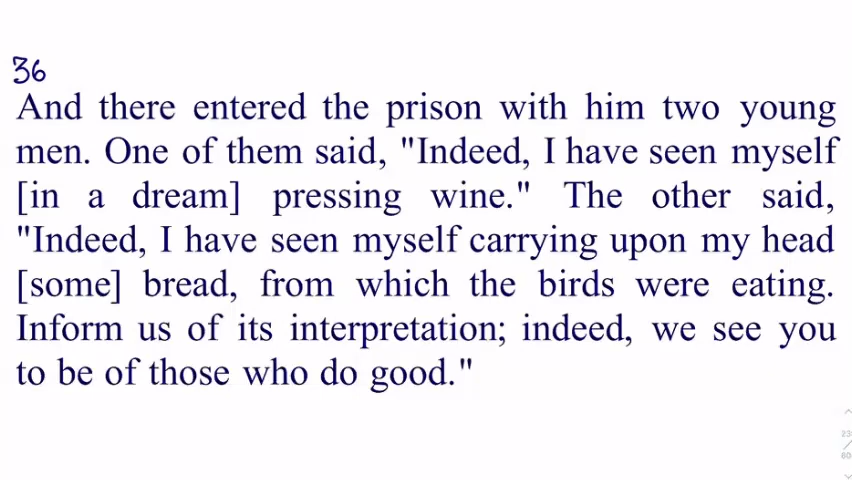 36
And there entered the prison with him two young
men. One of them said, "Indeed, I have seen myself
[in a dream] pressing wine." The other said,
"Indeed, I have seen myself carrying upon my head
[some] bread, from which the birds were eating.
Inform us of its interpretation; indeed, we see you
to be of those who do good."